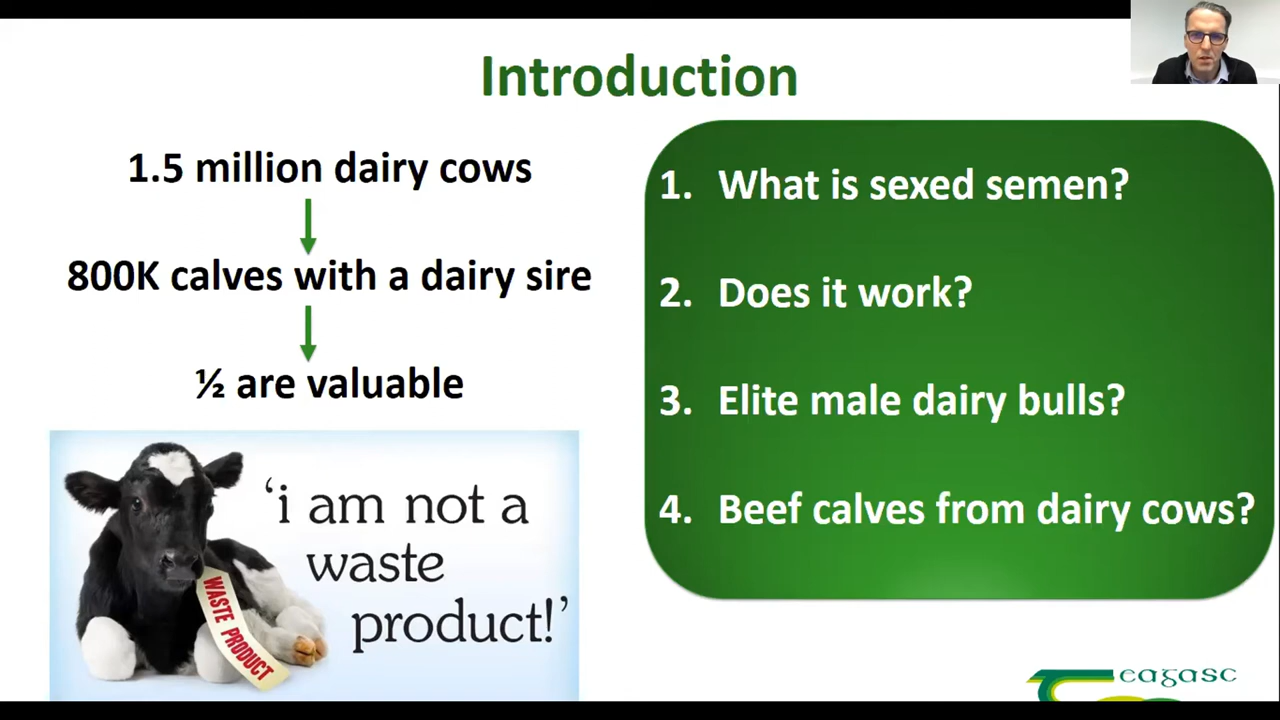 Introduction
1.5 million dairy cows
800K calves with a dairy sire
½ are valuable
‘i am not a
waste
product!’
WASTE PRODUCT
1. What is sexed semen?
2. Does it work?
3. Elite male dairy bulls?
4. Beef calves from dairy cows?
Teagasc